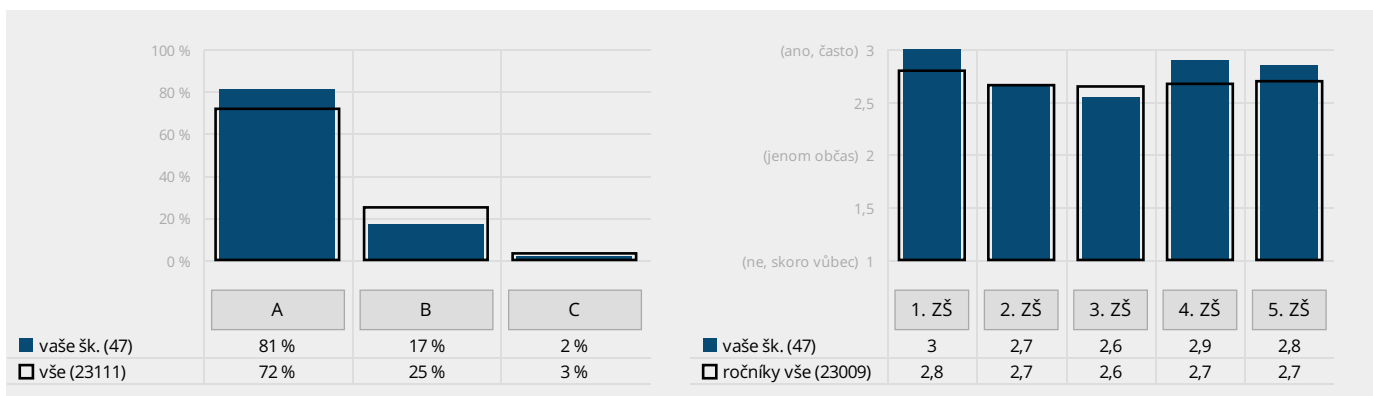 100 %
80 %
60 %
40 %
20 %
0 %
A B C
vaše šk. (47) 81 % 17 % 2 %
vše (23111) 72 % 25 % 3 %
(ano, často) 3
2,5
(jenom občas) 2
1,5
(ne, skoro vůbec) 1
1. ZŠ 2. ZŠ 3. ZŠ 4. ZŠ 5. ZŠ
vaše šk. (47) 3 2,7 2,6 2,9 2,8
ročníky vše (23009) 2,8 2,7 2,6 2,7 2,7